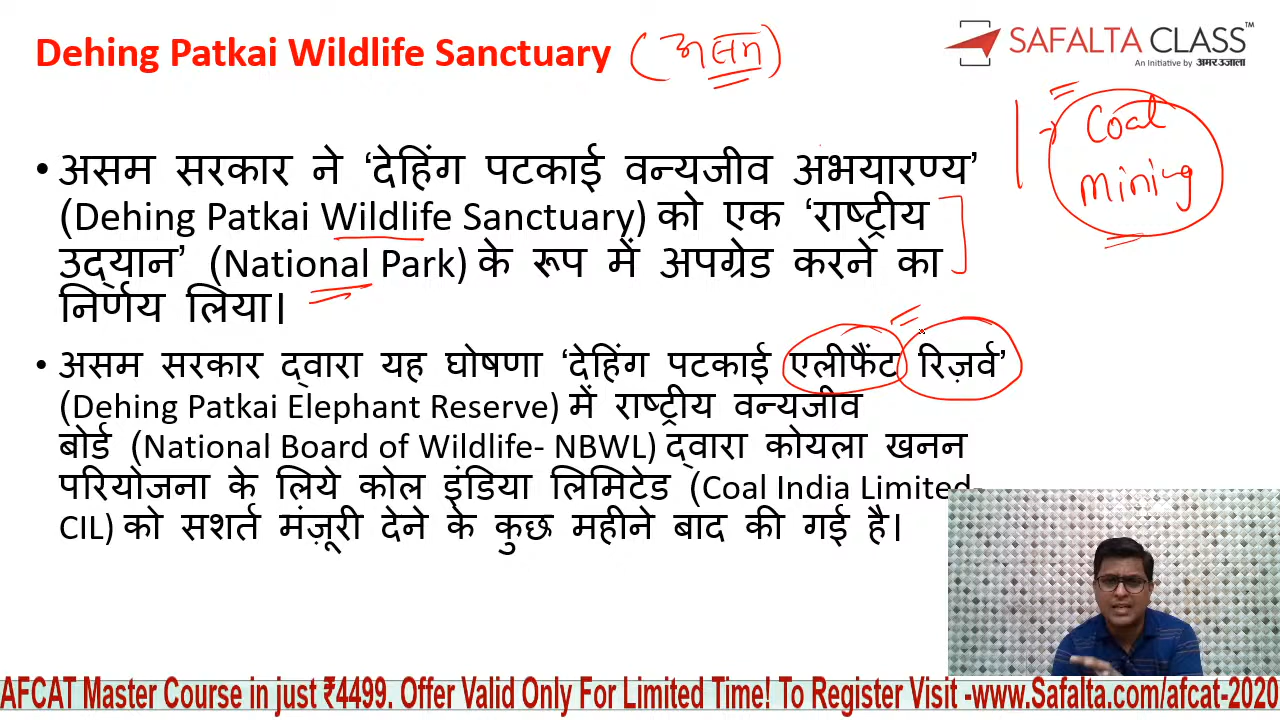 Dehing Patkai Wildlife Sanctuary (असम)
SAFALTA CLASS™
An Initiative by अमर उजाला
Coal
mining
• असम सरकार ने ‘देहिंग पटकाई वन्यजीव अभयारण्य’
(Dehing Patkai Wildlife Sanctuary) को एक ‘राष्ट्रीय
उद्यान’ (National Park) के रूप में अपग्रेड करने का
निर्णय लिया।
• असम सरकार द्वारा यह घोषणा ‘देहिंग पटकाई एलीफैंट रिज़र्व’
(Dehing Patkai Elephant Reserve) में राष्ट्रीय वन्यजीव
बोर्ड (National Board of Wildlife- NBWL) द्वारा कोयला खनन
परियोजना के लिये कोल इंडिया लिमिटेड (Coal India Limited-
CIL) को सशर्त मंज़ूरी देने के कुछ महीने बाद की गई है।
AFCAT Master Course in just ₹4499. Offer Valid Only For Limited Time! To Register Visit -www.Safalta.com/afcat-2020